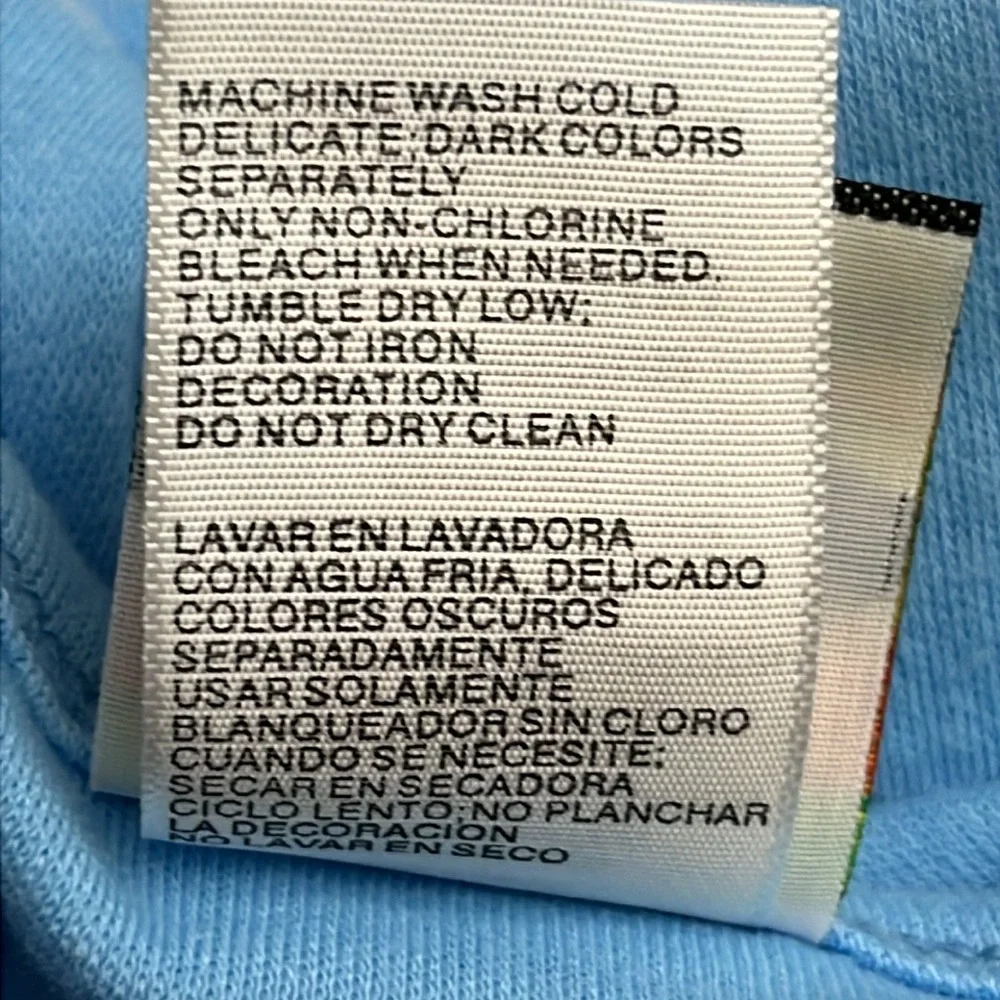 MACHINE WASH COLD
DELICATE; DARK COLORS
SEPARATELY
ONLY NON-CHLORINE
BLEACH WHEN NEEDED.
TUMBLE DRY LOW;
DO NOT IRON
DECORATION
DO NOT DRY CLEAN
LAVAR EN LAVADORA
CON AGUA FRIA, DELICADO
COLORES OSCUROS
SEPARADAMENTE
USAR SOLAMENTE
BLANQUEADOR SIN CLORO
CUANDO SE NECESITE:
SECAR EN SECADORA
CICLO LENTO; NO PLANCHAR
LA DECORACION
NO LAVAR EN SECO